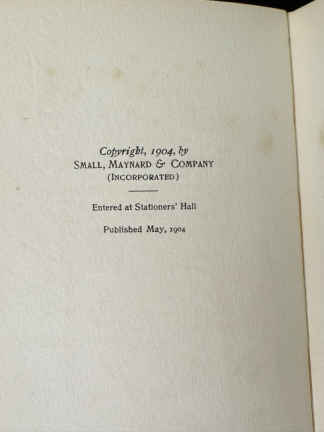 Copyright, 1904, by
SMALL, MAYNARD & COMPANY
(INCORPORATED)
Entered at Stationers' Hall
Published May, 1904